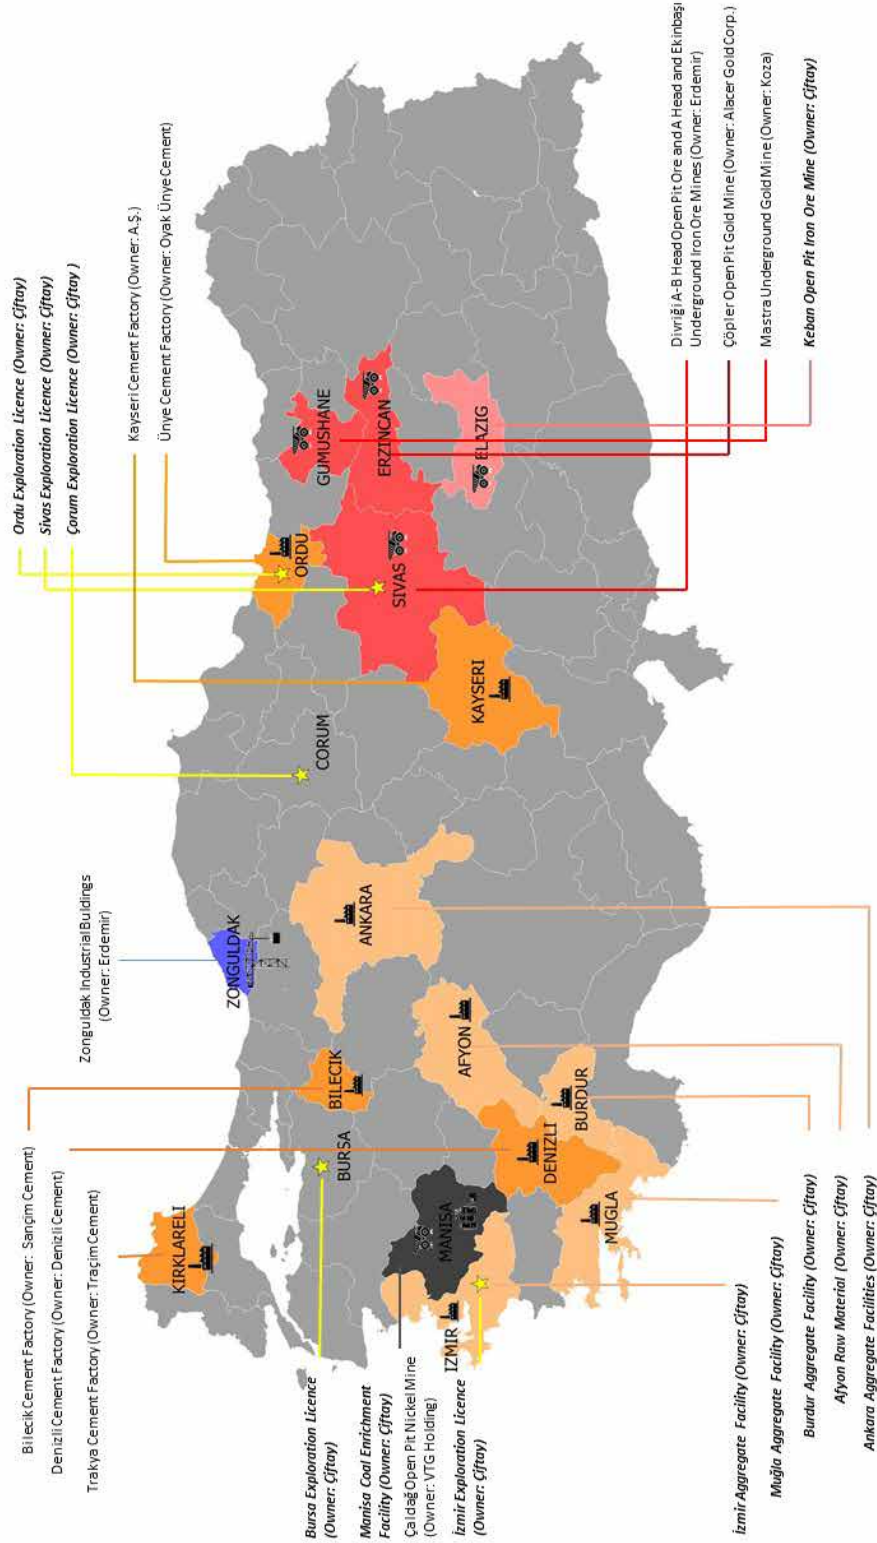 Bilecik Cement Factory (Owner: Sançim Cement)
Denizli Cement Factory (Owner: Denizli Cement)
Trakya Cement Factory (Owner: Traçim Cement)
Zonguldak Industrial Buildings
(Owner: Erdemir)
Ordu Exploration Licence (Owner: Çiftay)
Sivas Exploration Licence (Owner: Çiftay)
Çorum Exploration Licence (Owner: Çiftay )
Kayseri Cement Factory (Owner: A.Ş.)
Ünye Cement Factory (Owner: Oyak Ünye Cement)
KIRKLARELI
ZONGULDAK
BILECIK
BURSA
ANKARA
CORUM
ORDU
GUMUSHANE
ERZINCAN
SIVAS
ELAZIG
KAYSERI
AFYON
MANISA
IZMIR
DENIZLI
BURDUR
MUGLA
Bursa Exploration Licence
(Owner: Çiftay)
Manisa Coal Enrichment
Facility (Owner: Çiftay)
Çaldağ Open Pit Nickel Mine
(Owner: VTG Holding)
İzmir Exploration Licence
(Owner: Çiftay)
İzmir Aggregate Facility (Owner: Çiftay)
Muğla Aggregate Facility (Owner: Çiftay)
Burdur Aggregate Facility (Owner: Çiftay)
Afyon Raw Material (Owner: Çiftay)
Ankara Aggregate Facilities (Owner: Çiftay)
Divriği A-B Head Open Pit Ore and A Head and Ekinbaşı
Underground Iron Ore Mines (Owner: Erdemir)
Çöpler Open Pit Gold Mine (Owner: Alacer Gold Corp.)
Mastra Underground Gold Mine (Owner: Koza)
Keban Open Pit Iron Ore Mine (Owner: Çiftay)